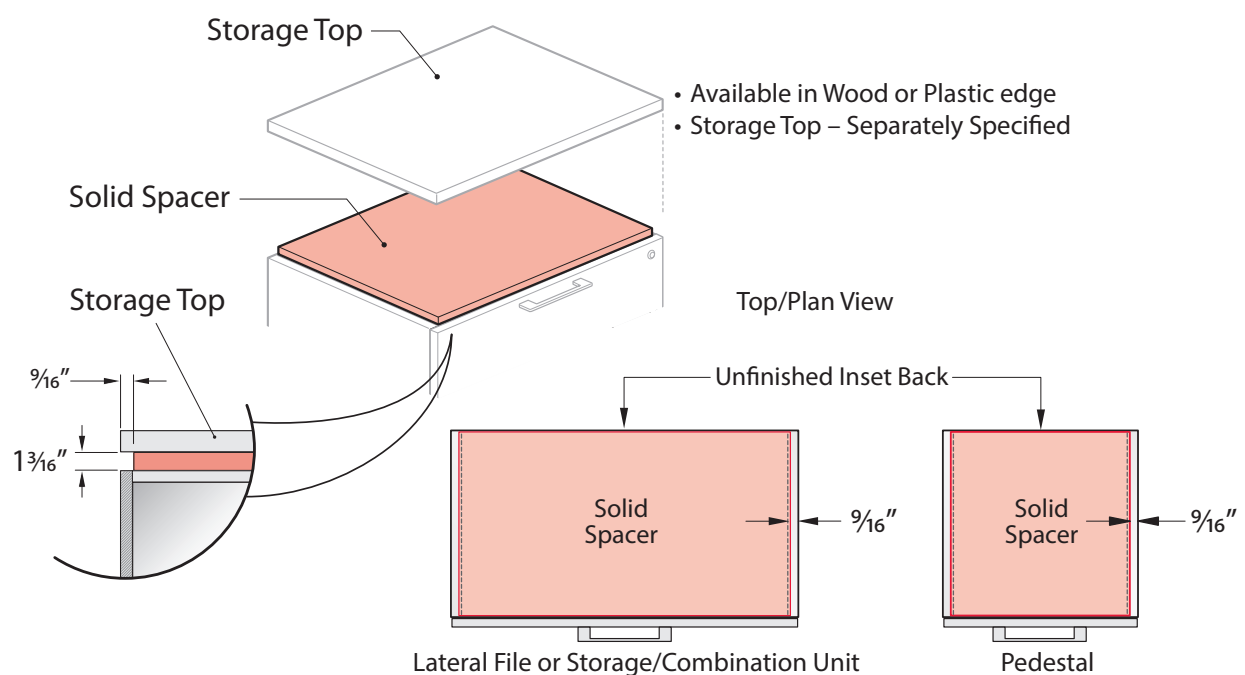 Storage Top
• Available in Wood or Plastic edge
• Storage Top – Separately Specified
Solid Spacer
Storage Top
Top/Plan View
9⁄16″
Unfinished Inset Back
1 3⁄16″
Solid
Spacer
9⁄16″
Solid
Spacer
9⁄16″
Lateral File or Storage/Combination Unit
Pedestal